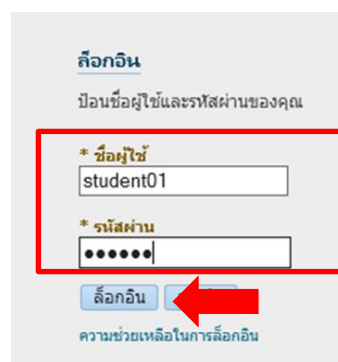 ล็อกอิน
ป้อนชื่อผู้ใช้และรหัสผ่านของคุณ
* ชื่อผู้ใช้
student01
* รหัสผ่าน
●●●●●●
ล็อกอิน
ความช่วยเหลือในการล็อกอิน